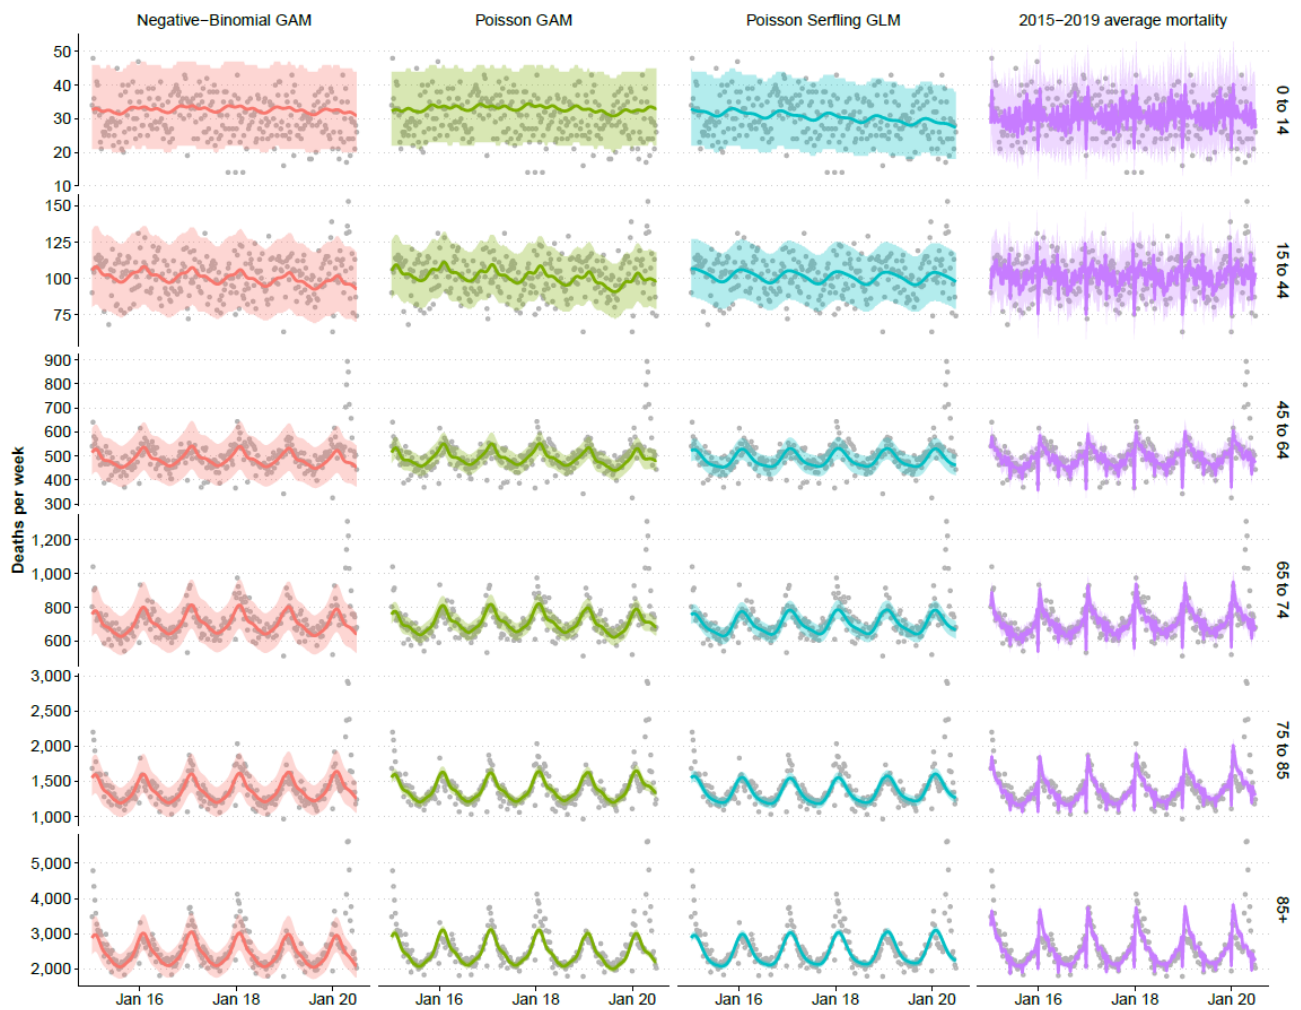 Negative-Binomial GAM
Poisson GAM
Poisson Serfling GLM
2015-2019 average mortality
Deaths per week
50
40
30
20
10
0 to 14
150
125
100
75
15 to 44
900
800
700
600
500
400
300
45 to 64
1,200
1,000
800
600
65 to 74
3,000
2,500
2,000
1,500
1,000
75 to 85
5,000
4,000
3,000
2,000
85+
Jan 16 Jan 18 Jan 20
Jan 16 Jan 18 Jan 20
Jan 16 Jan 18 Jan 20
Jan 16 Jan 18 Jan 20